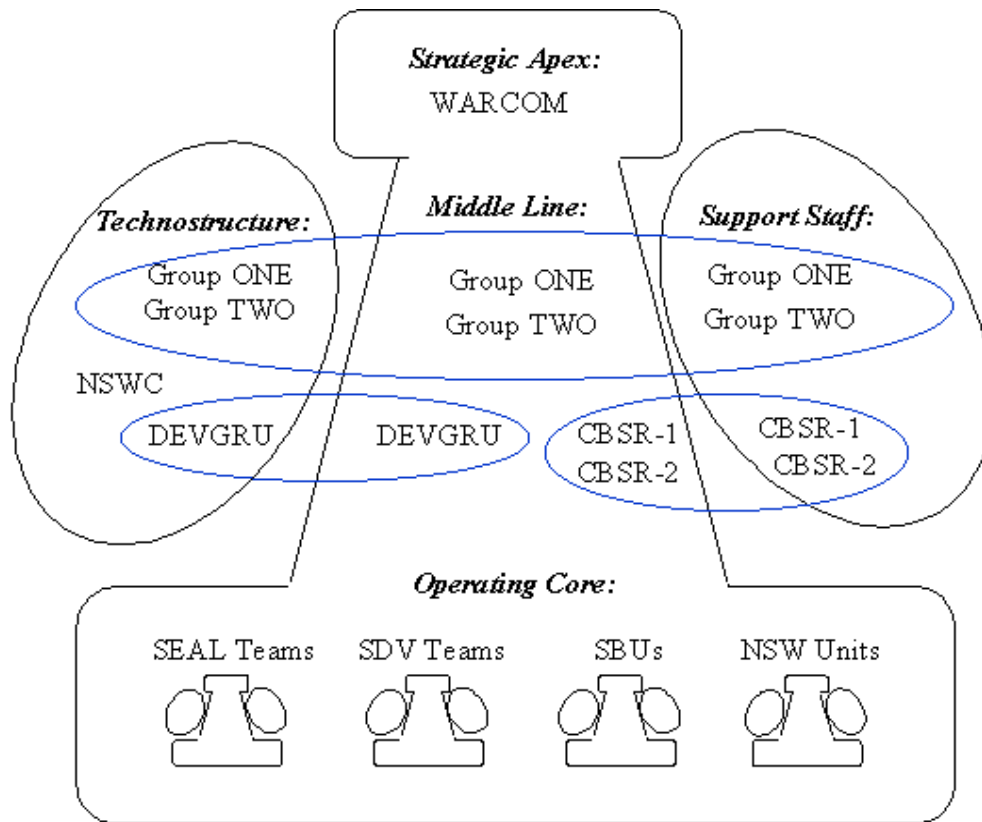 Strategic Apex:
WARCOM
Technostructure:
Middle Line:
Support Staff:
Group ONE
Group TWO
Group ONE
Group TWO
Group ONE
Group TWO
NSWC
DEVGRU
DEVGRU
CBSR-1
CBSR-2
CBSR-1
CBSR-2
Operating Core:
SEAL Teams
SDV Teams
SBUs
NSW Units